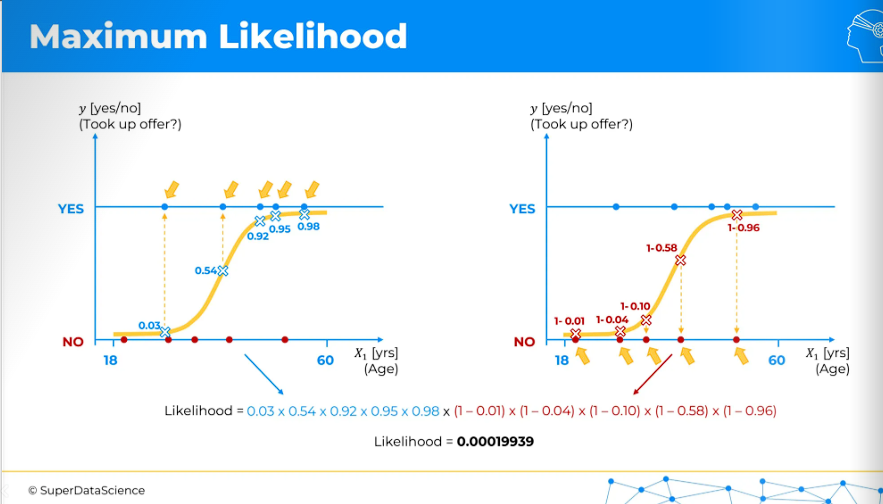 Maximum Likelihood
y [yes/no]
(Took up offer?)
YES
0.92
0.95
0.98
0.54
0.03
NO
18
60
X₁ [yrs]
(Age)
y [yes/no]
(Took up offer?)
YES
1-0.96
1-0.58
1-0.10
1-0.04
1- 0.01
NO
18
60
X₁ [yrs]
(Age)
Likelihood = 0.03 x 0.54 x 0.92 x 0.95 x 0.98 x (1 – 0.01) x (1 – 0.04) x (1 – 0.10) x (1 – 0.58) x (1 – 0.96)
Likelihood = 0.00019939
© SuperDataScience